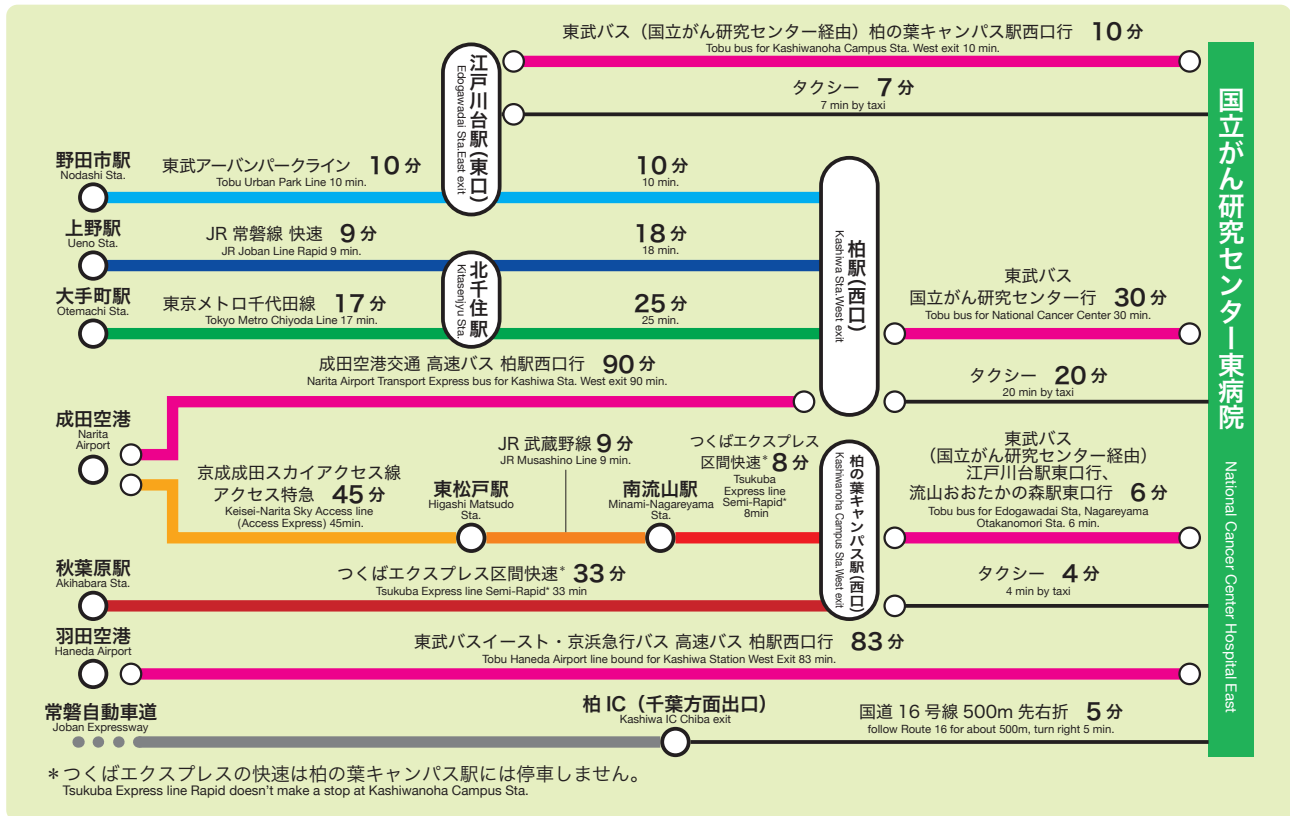 東武バス（国立がん研究センター経由）柏の葉キャンパス駅西口行 10分
Tobu bus for Kashiwanoha Campus Sta. West exit 10 min.
江戸川台駅（東口）
Edogawadai Sta.East exit
タクシー 7分
7 min by taxi
野田市駅
Nodashi Sta.
東武アーバンパークライン 10分
Tobu Urban Park Line 10 min.
10分
10 min.
上野駅
Ueno Sta.
JR 常磐線 快速 9分
JR Joban Line Rapid 9 min.
18分
18 min.
北千住駅
Kitasenjyu Sta.
大手町駅
Otemachi Sta.
東京メトロ千代田線 17分
Tokyo Metro Chiyoda Line 17 min.
25分
25 min.
柏駅（西口）
Kashiwa Sta.West exit
東武バス
国立がん研究センター行 30分
Tobu bus for National Cancer Center 30 min.
タクシー 20分
20 min by taxi
成田空港
Narita
Airport
成田空港交通 高速バス 柏駅西口行 90分
Narita Airport Transport Express bus for Kashiwa Sta. West exit 90 min.
京成成田スカイアクセス線
アクセス特急 45分
Keisei-Narita Sky Access line
(Access Express) 45min.
東松戸駅
Higashi Matsudo
Sta.
JR 武蔵野線 9分
JR Musashino Line 9 min.
南流山駅
Minami-Nagareyama
Sta.
つくばエクスプレス
区間快速* 8分
Tsukuba
Express line
Semi-Rapid*
8min
柏の葉キャンパス駅（西口）
Kashiwanoha Campus Sta.West exit
東武バス
（国立がん研究センター経由）
江戸川台駅東口行、
流山おおたかの森駅東口行 6分
Tobu bus for Edogawadai Sta, Nagareyama
Otakanomori Sta. 6 min.
秋葉原駅
Akihabara Sta.
つくばエクスプレス区間快速* 33分
Tsukuba Express line Semi-Rapid* 33 min
タクシー 4分
4 min by taxi
羽田空港
Haneda Airport
東武バスイースト・京浜急行バス 高速バス 柏駅西口行 83分
Tobu Haneda Airport line bound for Kashiwa Station West Exit 83 min.
常磐自動車道
Joban Expressway
柏 IC（千葉方面出口）
Kashiwa IC Chiba exit
国道 16 号線 500m 先右折 5分
follow Route 16 for about 500m, turn right 5 min.
国立がん研究センター東病院
National Cancer Center Hospital East
＊つくばエクスプレスの快速は柏の葉キャンパス駅には停車しません。
Tsukuba Express line Rapid doesn't make a stop at Kashiwanoha Campus Sta.